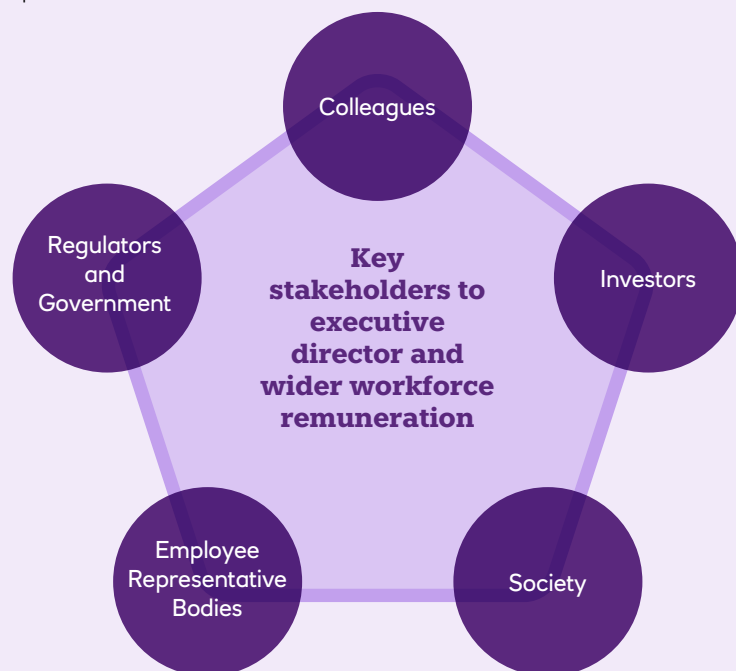 Colleagues
Regulators
and
Government
Key
stakeholders to
executive
director and
wider workforce
remuneration
Investors
Employee
Representative
Bodies
Society